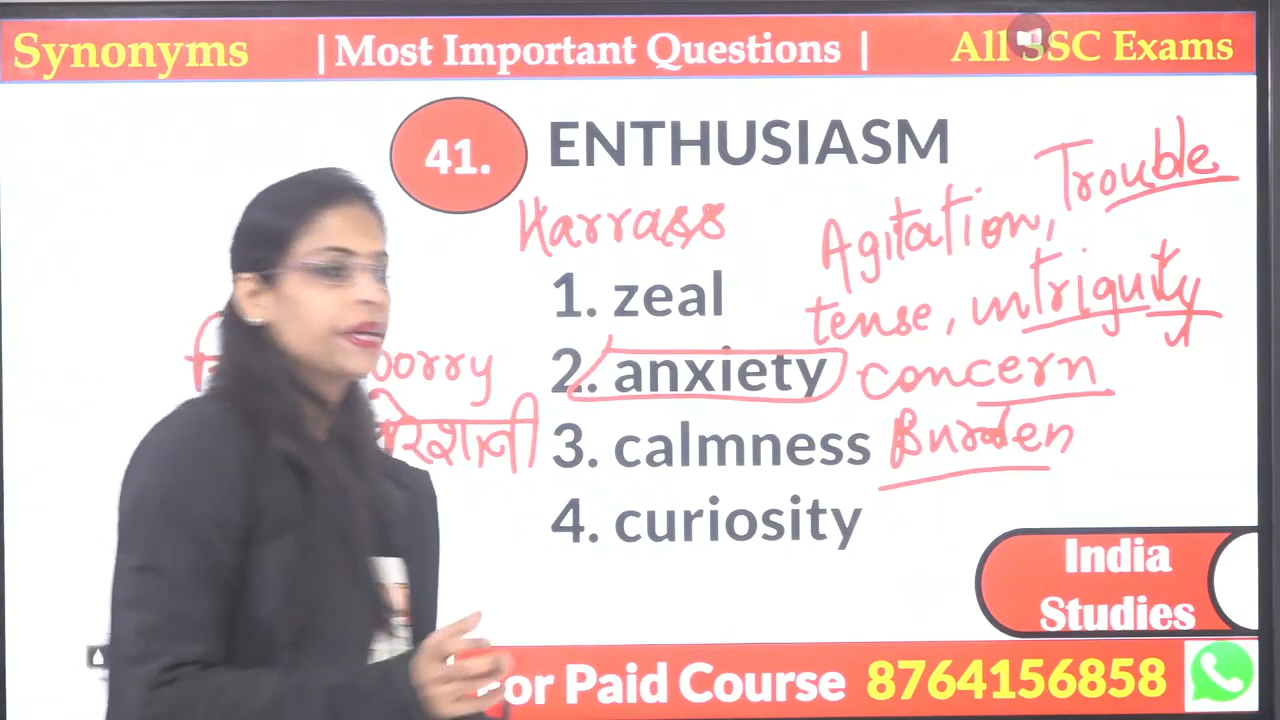 Synonyms | Most Important Questions | All SSC Exams
41. ENTHUSIASM
Trouble
Harrass
Agitation,
1. zeal
tense, intriguity
worry
2. anxiety concern
परेशानी
3. calmness Burden
4. curiosity
India
Studies
For Paid Course 8764156858